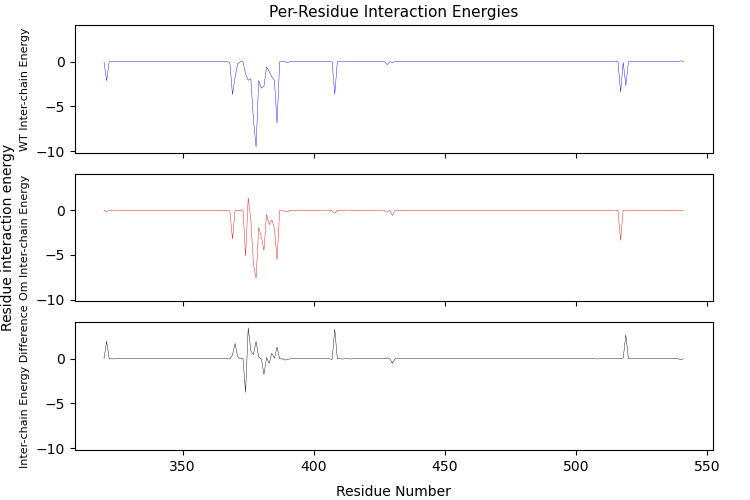 Per-Residue Interaction Energies
Residue interaction energy
WT Inter-chain Energy
0
−5
−10
Om Inter-chain Energy
0
−5
−10
Inter-chain Energy Difference
0
−5
−10
350
400
450
500
550
Residue Number